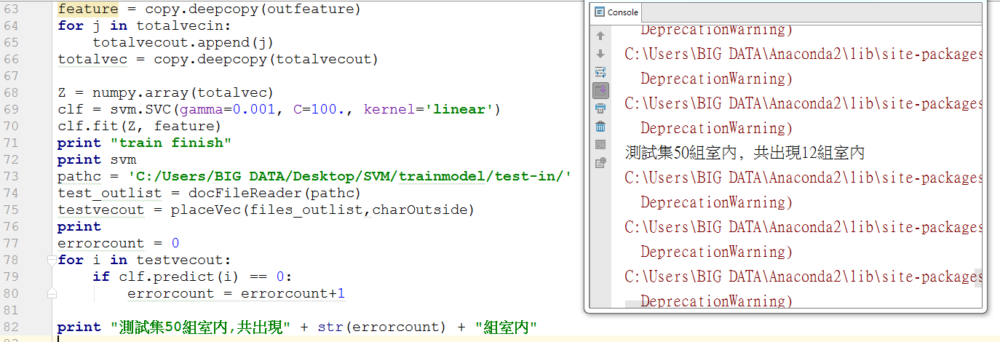 63 feature = copy.deepcopy(outfeature)
64 for j in totalvecin:
65     totalvecout.append(j)
66 totalvec = copy.deepcopy(totalvecout)
67
68 Z = numpy.array(totalvec)
69 clf = svm.SVC(gamma=0.001, C=100., kernel='linear')
70 clf.fit(Z, feature)
71 print "train finish"
72 print svm
73 pathc = 'C:/Users/BIG DATA/Desktop/SVM/trainmodel/test-in/'
74 test_outlist = docFileReader(pathc)
75 testvecout = placeVec(files_outlist,charOutside)
76 print
77 errorcount = 0
78 for i in testvecout:
79     if clf.predict(i) == 0:
80         errorcount = errorcount+1
81
82 print "測試集50組室内,共出現" + str(errorcount) + "組室内"
Console
DeprecationWarning)
C:\Users\BIG DATA\Anaconda2\lib\site-packages
DeprecationWarning)
C:\Users\BIG DATA\Anaconda2\lib\site-packages
DeprecationWarning)
測試集50組室内, 共出現12組室内
C:\Users\BIG DATA\Anaconda2\lib\site-packages
DeprecationWarning)
C:\Users\BIG DATA\Anaconda2\lib\site-packages
DeprecationWarning)
C:\Users\BIG DATA\Anaconda2\lib\site-packages
DeprecationWarning)